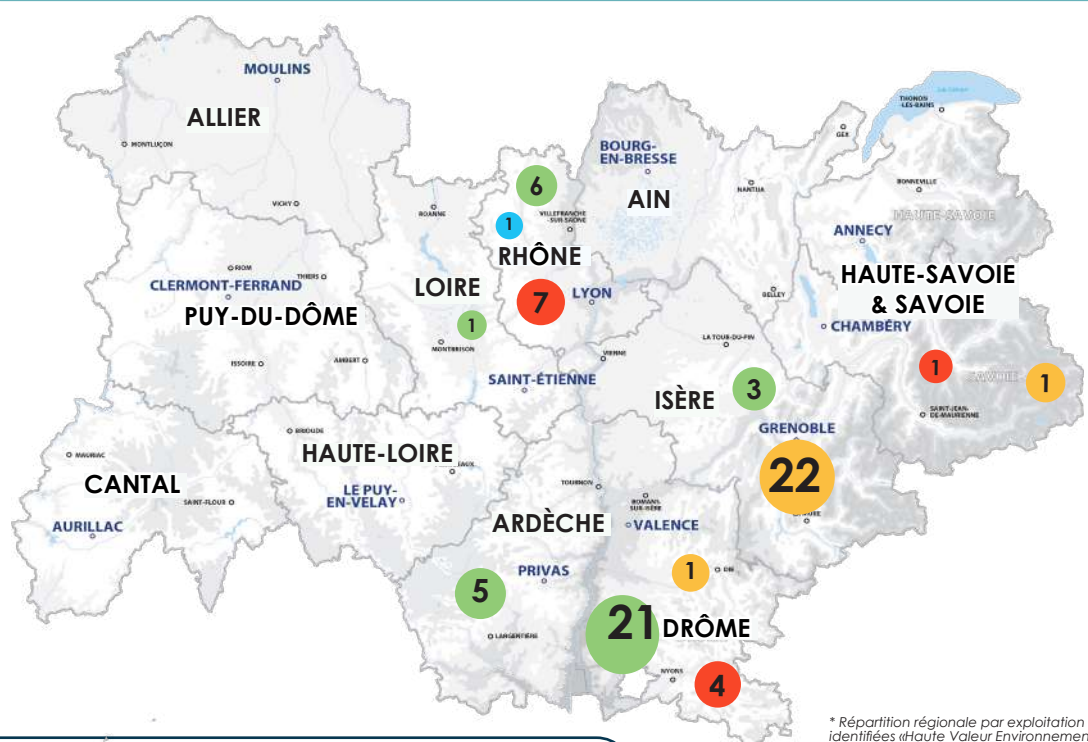 MOULINS
ALLIER
MONTLUÇON
VICHY
THONON
-LES-BAINS
GEX
BOURG-
EN-BRESSE
NANTUA
AIN
BONNEVILLE
HAUTE-SAVOIE
ANNECY
6
ROANNE
VILLEFRANCHE
-SUR-SAÔNE
1
RHÔNE
RIOM
THIERS
CLERMONT-FERRAND
PUY-DU-DÔME
LOIRE
7
LYON
BELLEY
HAUTE-SAVOIE
& SAVOIE
CHAMBÉRY
1
MONTBRISON
LA TOUR-DU-PIN
VIENNE
ISSOIRE
AMBERT
SAINT-ÉTIENNE
ISÈRE
3
1
SAVOIE
1
SAINT-JEAN-
DE-MAURIENNE
GRENOBLE
22
BRIOUDE
HAUTE-LOIRE
MAURIAC
CANTAL
SAINT-FLOUR
LE PUY-
EN-VELAY
TOURNON
ROMANS-
SUR-ISÈRE
AURILLAC
ARDÈCHE
VALENCE
PRIVAS
1
DIE
5
LARGENTIÈRE
21
DRÔME
NYONS
4
* Répartition régionale par exploitation
identifiées «Haute Valeur Environnemen